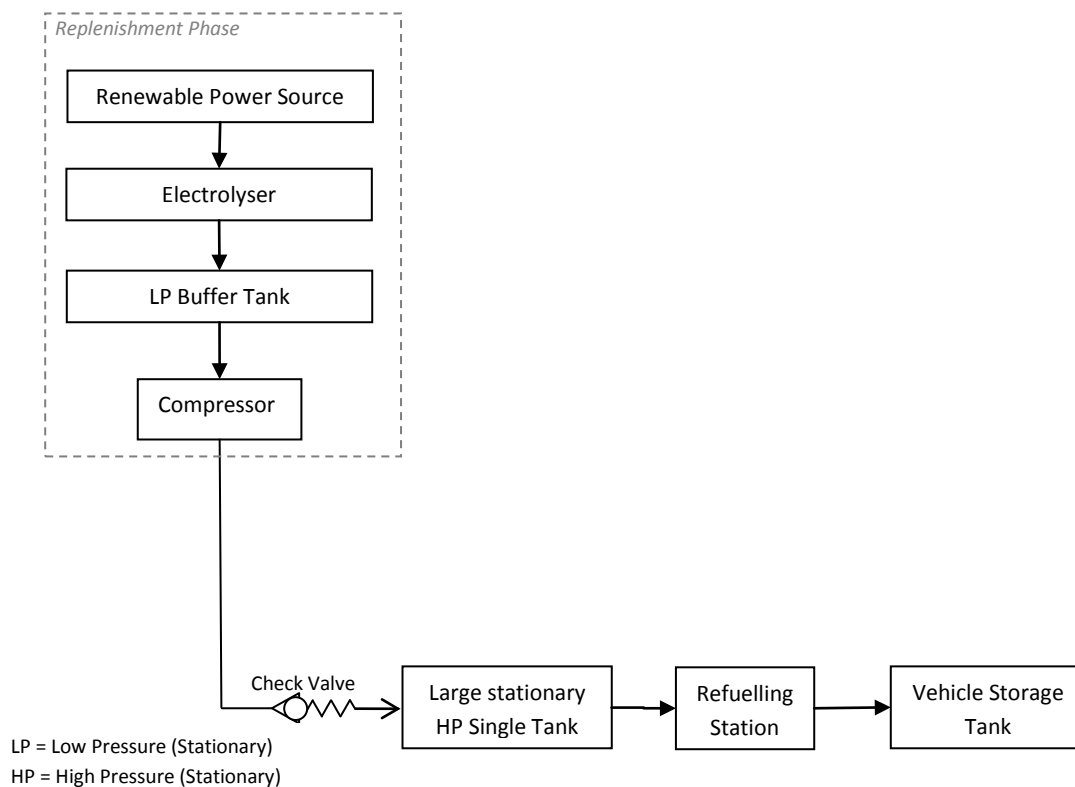 Replenishment Phase
Renewable Power Source
Electrolyser
LP Buffer Tank
Compressor
Check Valve
Large stationary
HP Single Tank
Refuelling
Station
Vehicle Storage
Tank
LP = Low Pressure (Stationary)
HP = High Pressure (Stationary)